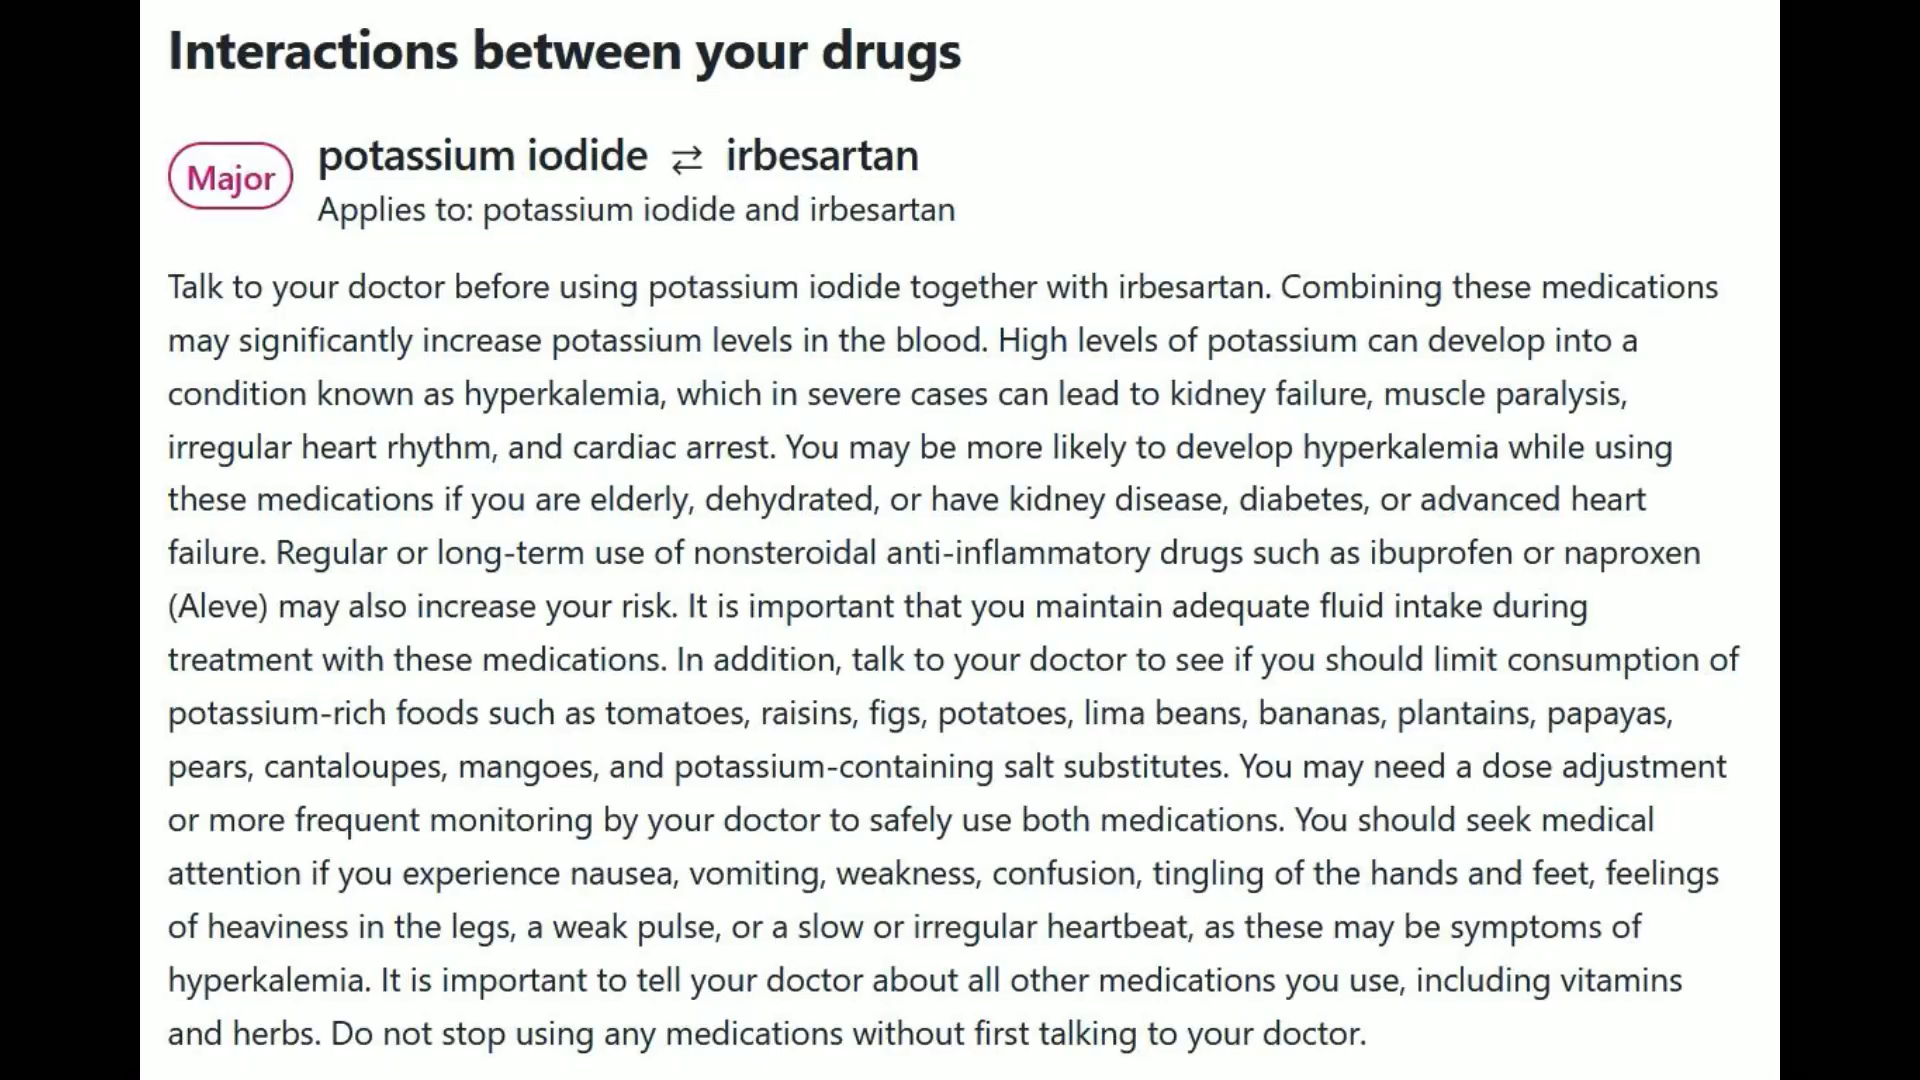 Interactions between your drugs
Major
potassium iodide ⇄ irbesartan
Applies to: potassium iodide and irbesartan
Talk to your doctor before using potassium iodide together with irbesartan. Combining these medications
may significantly increase potassium levels in the blood. High levels of potassium can develop into a
condition known as hyperkalemia, which in severe cases can lead to kidney failure, muscle paralysis,
irregular heart rhythm, and cardiac arrest. You may be more likely to develop hyperkalemia while using
these medications if you are elderly, dehydrated, or have kidney disease, diabetes, or advanced heart
failure. Regular or long-term use of nonsteroidal anti-inflammatory drugs such as ibuprofen or naproxen
(Aleve) may also increase your risk. It is important that you maintain adequate fluid intake during
treatment with these medications. In addition, talk to your doctor to see if you should limit consumption of
potassium-rich foods such as tomatoes, raisins, figs, potatoes, lima beans, bananas, plantains, papayas,
pears, cantaloupes, mangoes, and potassium-containing salt substitutes. You may need a dose adjustment
or more frequent monitoring by your doctor to safely use both medications. You should seek medical
attention if you experience nausea, vomiting, weakness, confusion, tingling of the hands and feet, feelings
of heaviness in the legs, a weak pulse, or a slow or irregular heartbeat, as these may be symptoms of
hyperkalemia. It is important to tell your doctor about all other medications you use, including vitamins
and herbs. Do not stop using any medications without first talking to your doctor.